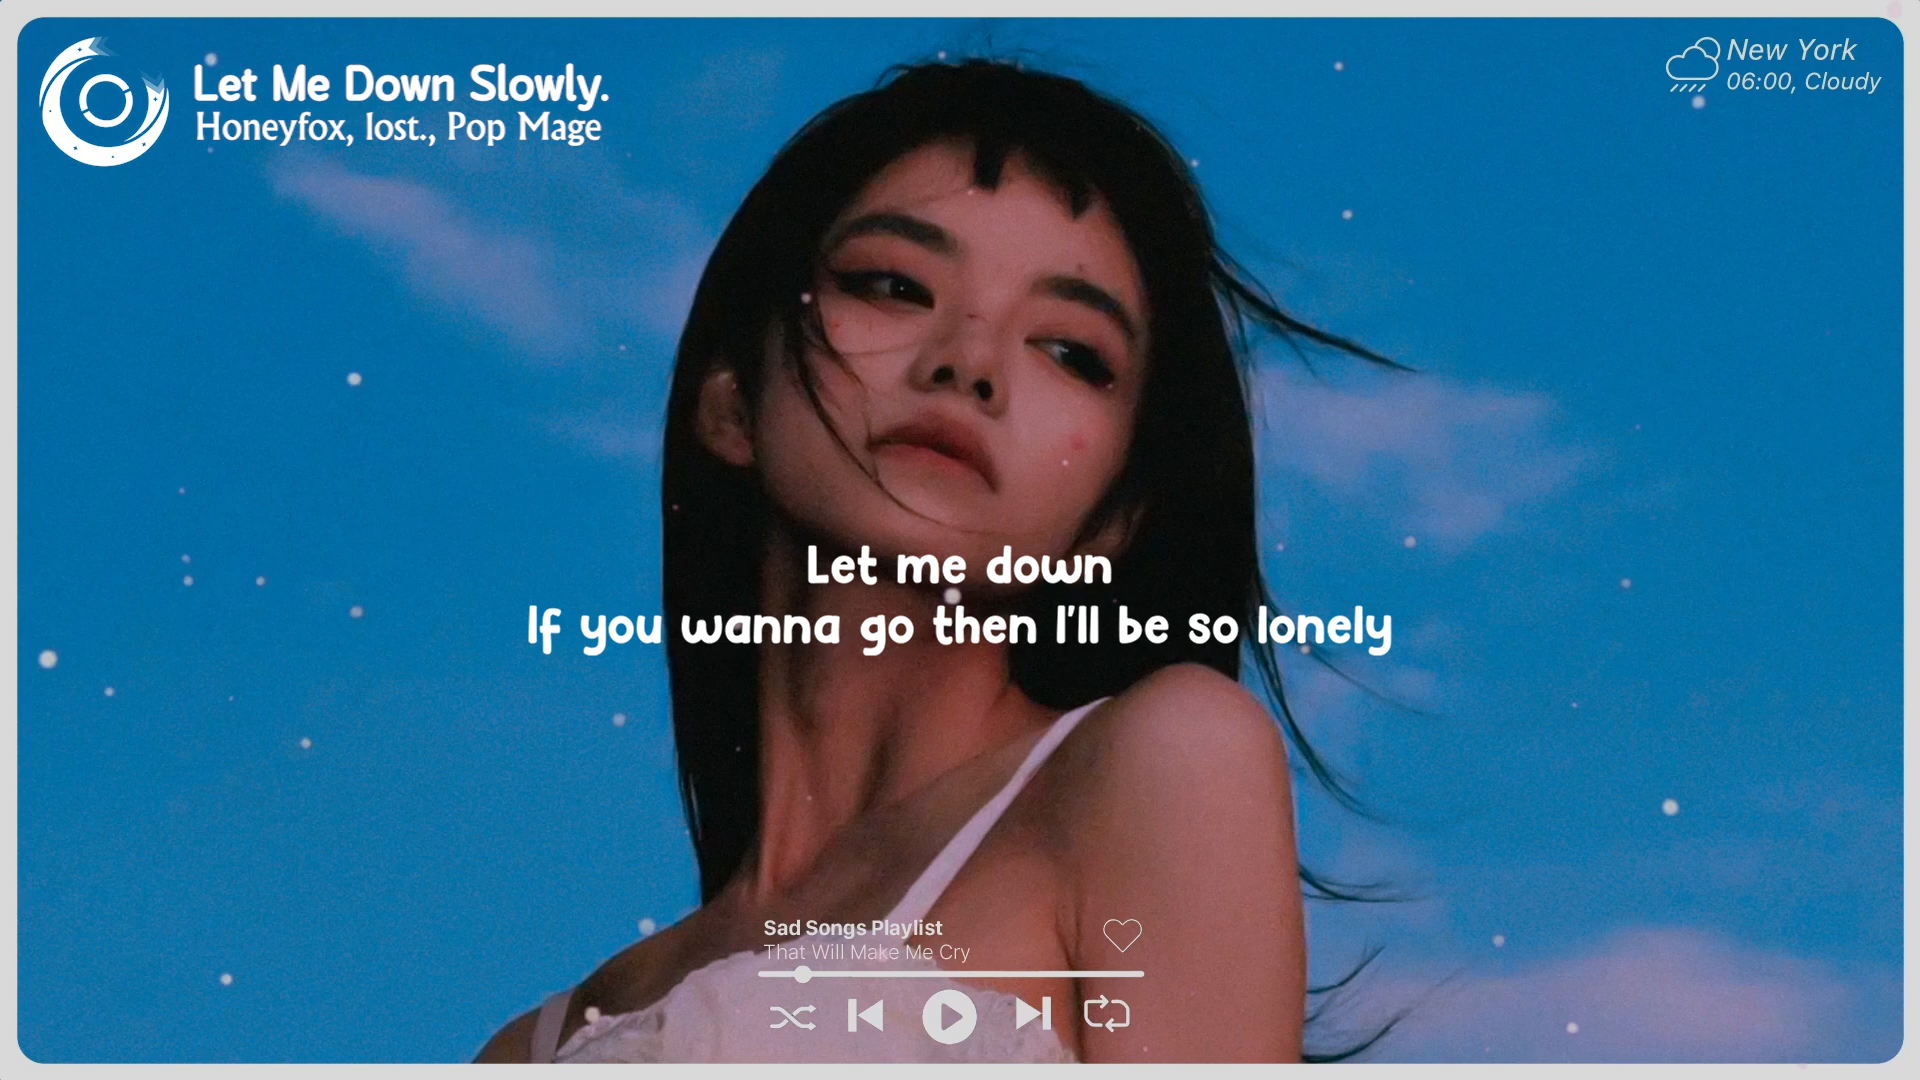 Let Me Down Slowly.
Honeyfox, lost., Pop Mage
New York
06:00, Cloudy
Let me down
If you wanna go then I'll be so lonely
Sad Songs Playlist
That Will Make Me Cry